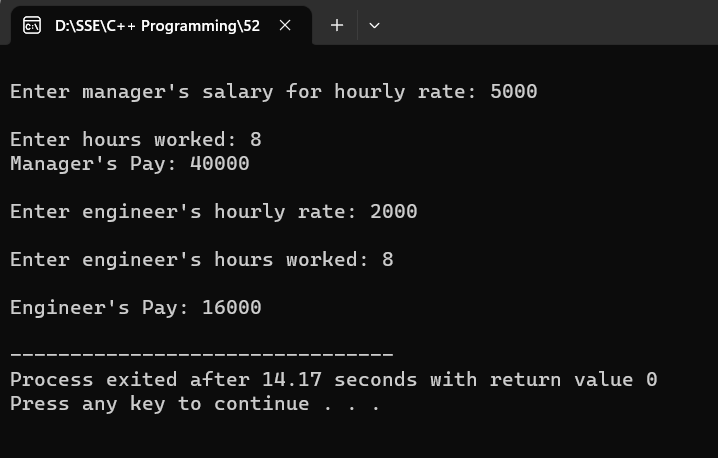 D:\SSE\C++ Programming\52
Enter manager's salary for hourly rate: 5000
Enter hours worked: 8
Manager's Pay: 40000
Enter engineer's hourly rate: 2000
Enter engineer's hours worked: 8
Engineer's Pay: 16000
--------------------------------
Process exited after 14.17 seconds with return value 0
Press any key to continue . . .